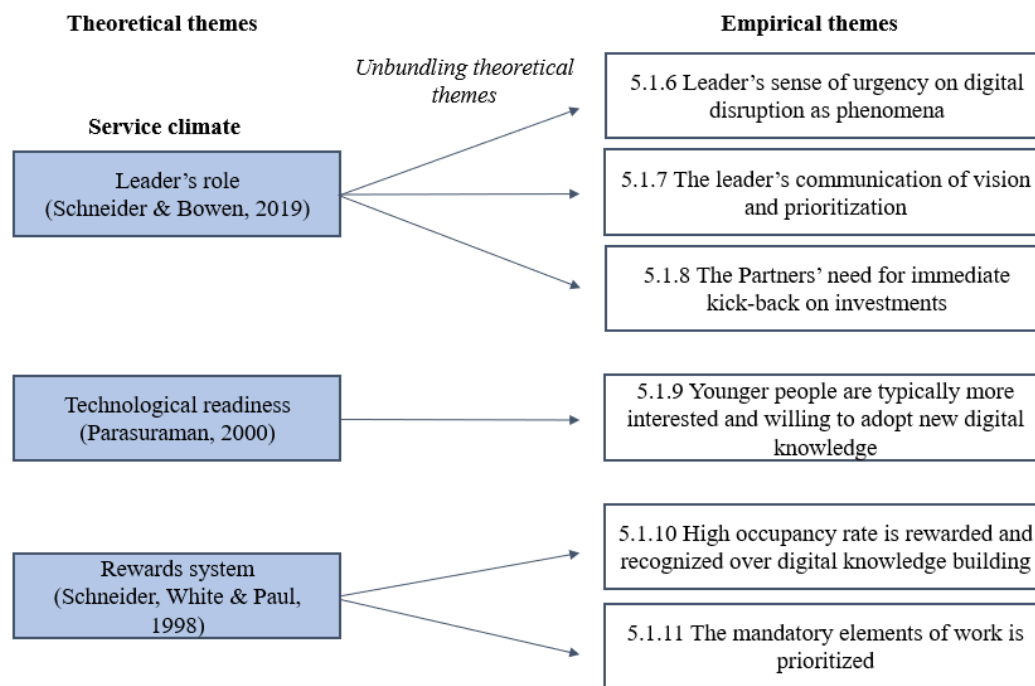 Theoretical themes
Empirical themes
Unbundling theoretical
themes
Service climate
Leader's role
(Schneider & Bowen, 2019)
5.1.6 Leader's sense of urgency on digital
disruption as phenomena
5.1.7 The leader's communication of vision
and prioritization
5.1.8 The Partners' need for immediate
kick-back on investments
Technological readiness
(Parasuraman, 2000)
5.1.9 Younger people are typically more
interested and willing to adopt new digital
knowledge
Rewards system
(Schneider, White & Paul,
1998)
5.1.10 High occupancy rate is rewarded and
recognized over digital knowledge building
5.1.11 The mandatory elements of work is
prioritized